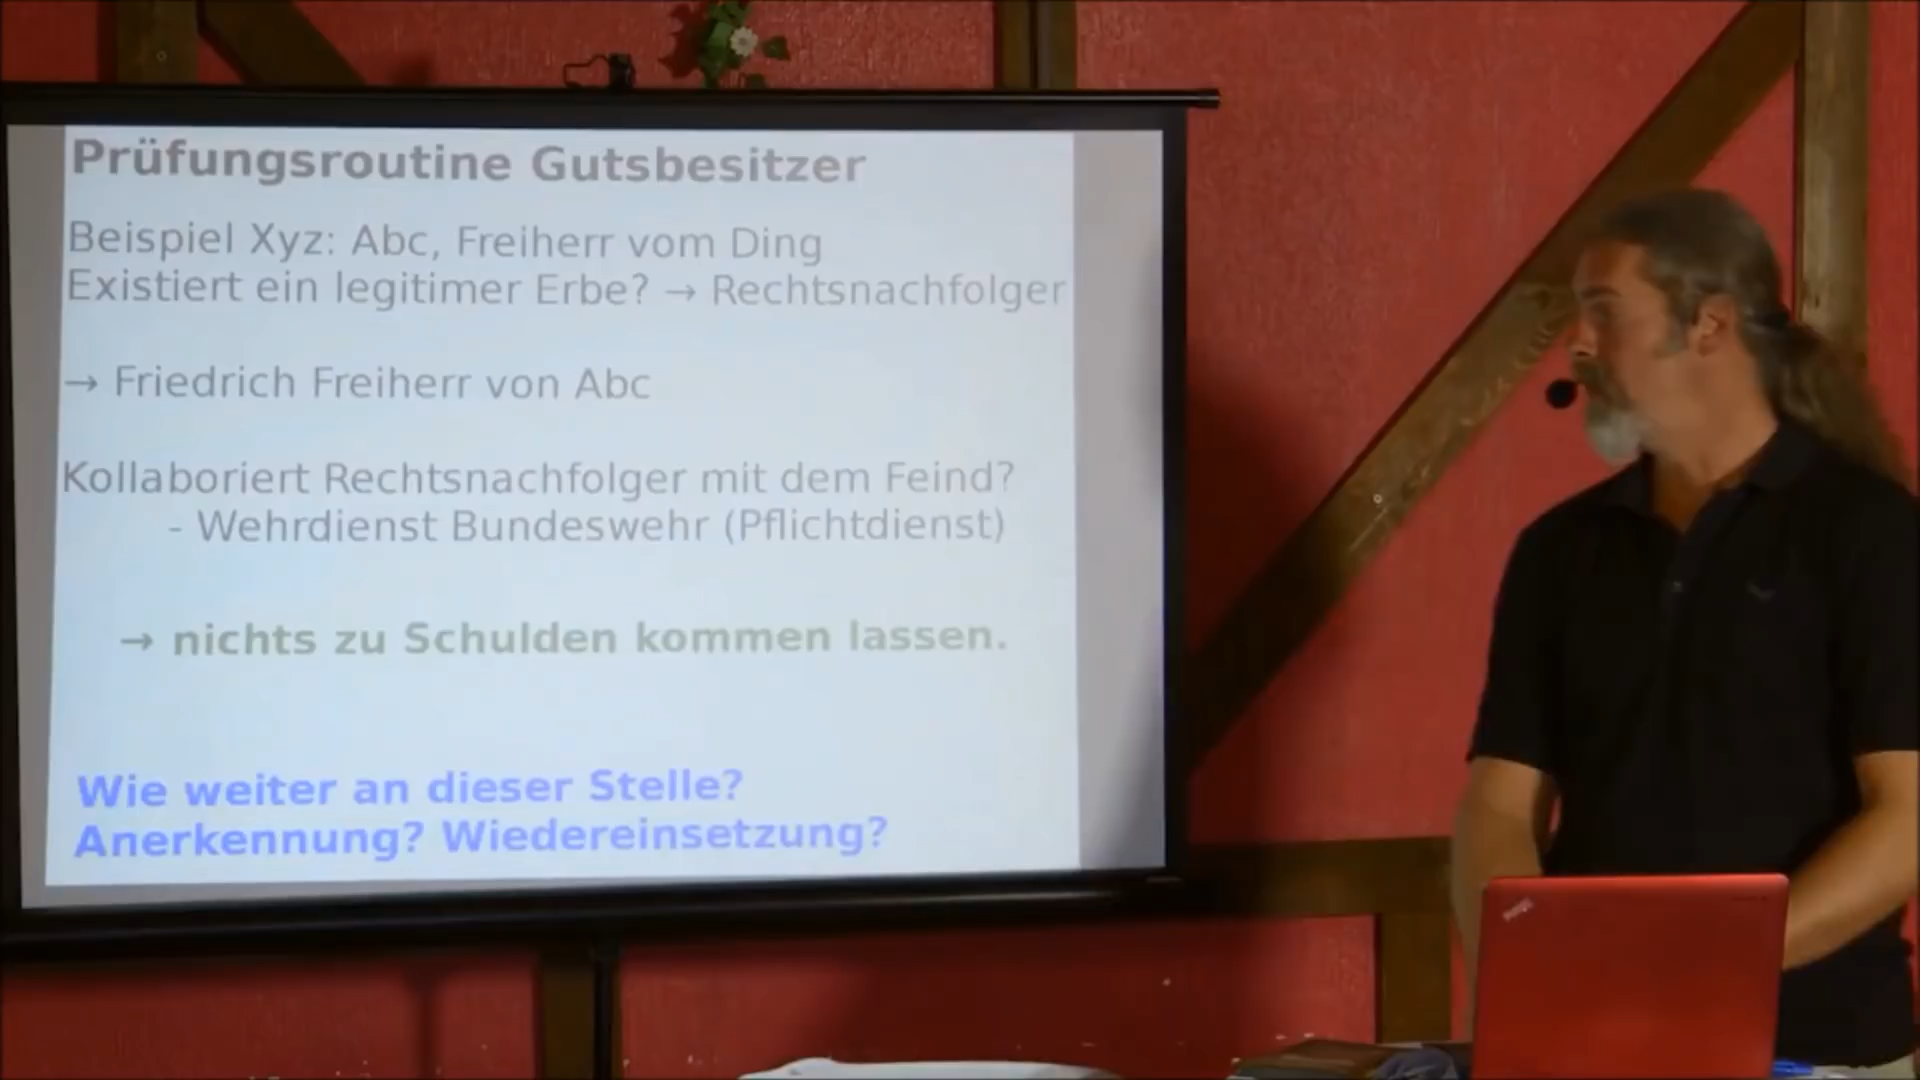 Prüfungsroutine Gutsbesitzer
Beispiel Xyz: Abc, Freiherr vom Ding
Existiert ein legitimer Erbe? → Rechtsnachfolger
→ Friedrich Freiherr von Abc
Kollaboriert Rechtsnachfolger mit dem Feind?
- Wehrdienst Bundeswehr (Pflichtdienst)
→ nichts zu Schulden kommen lassen.
Wie weiter an dieser Stelle?
Anerkennung? Wiedereinsetzung?